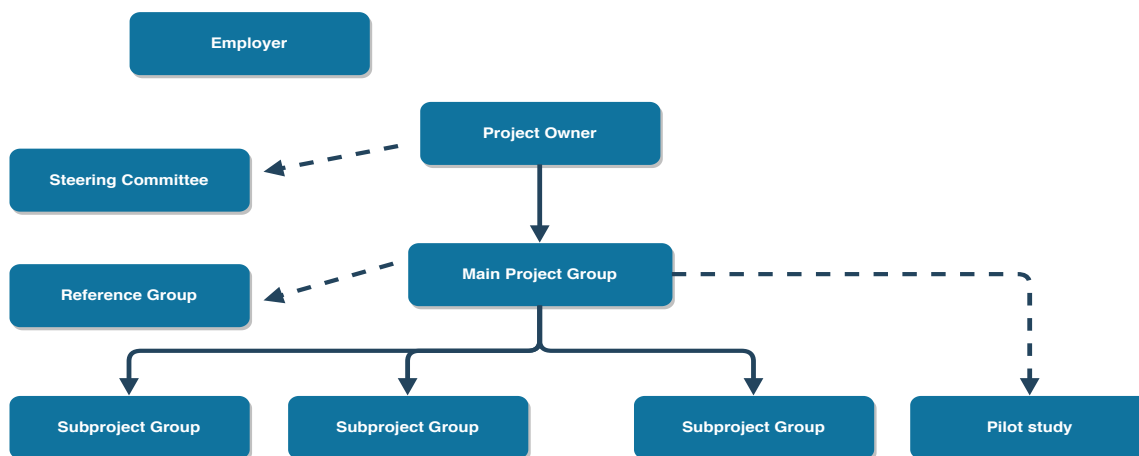 Employer
Project Owner
Steering Committee
Main Project Group
Reference Group
Subproject Group
Subproject Group
Subproject Group
Pilot study